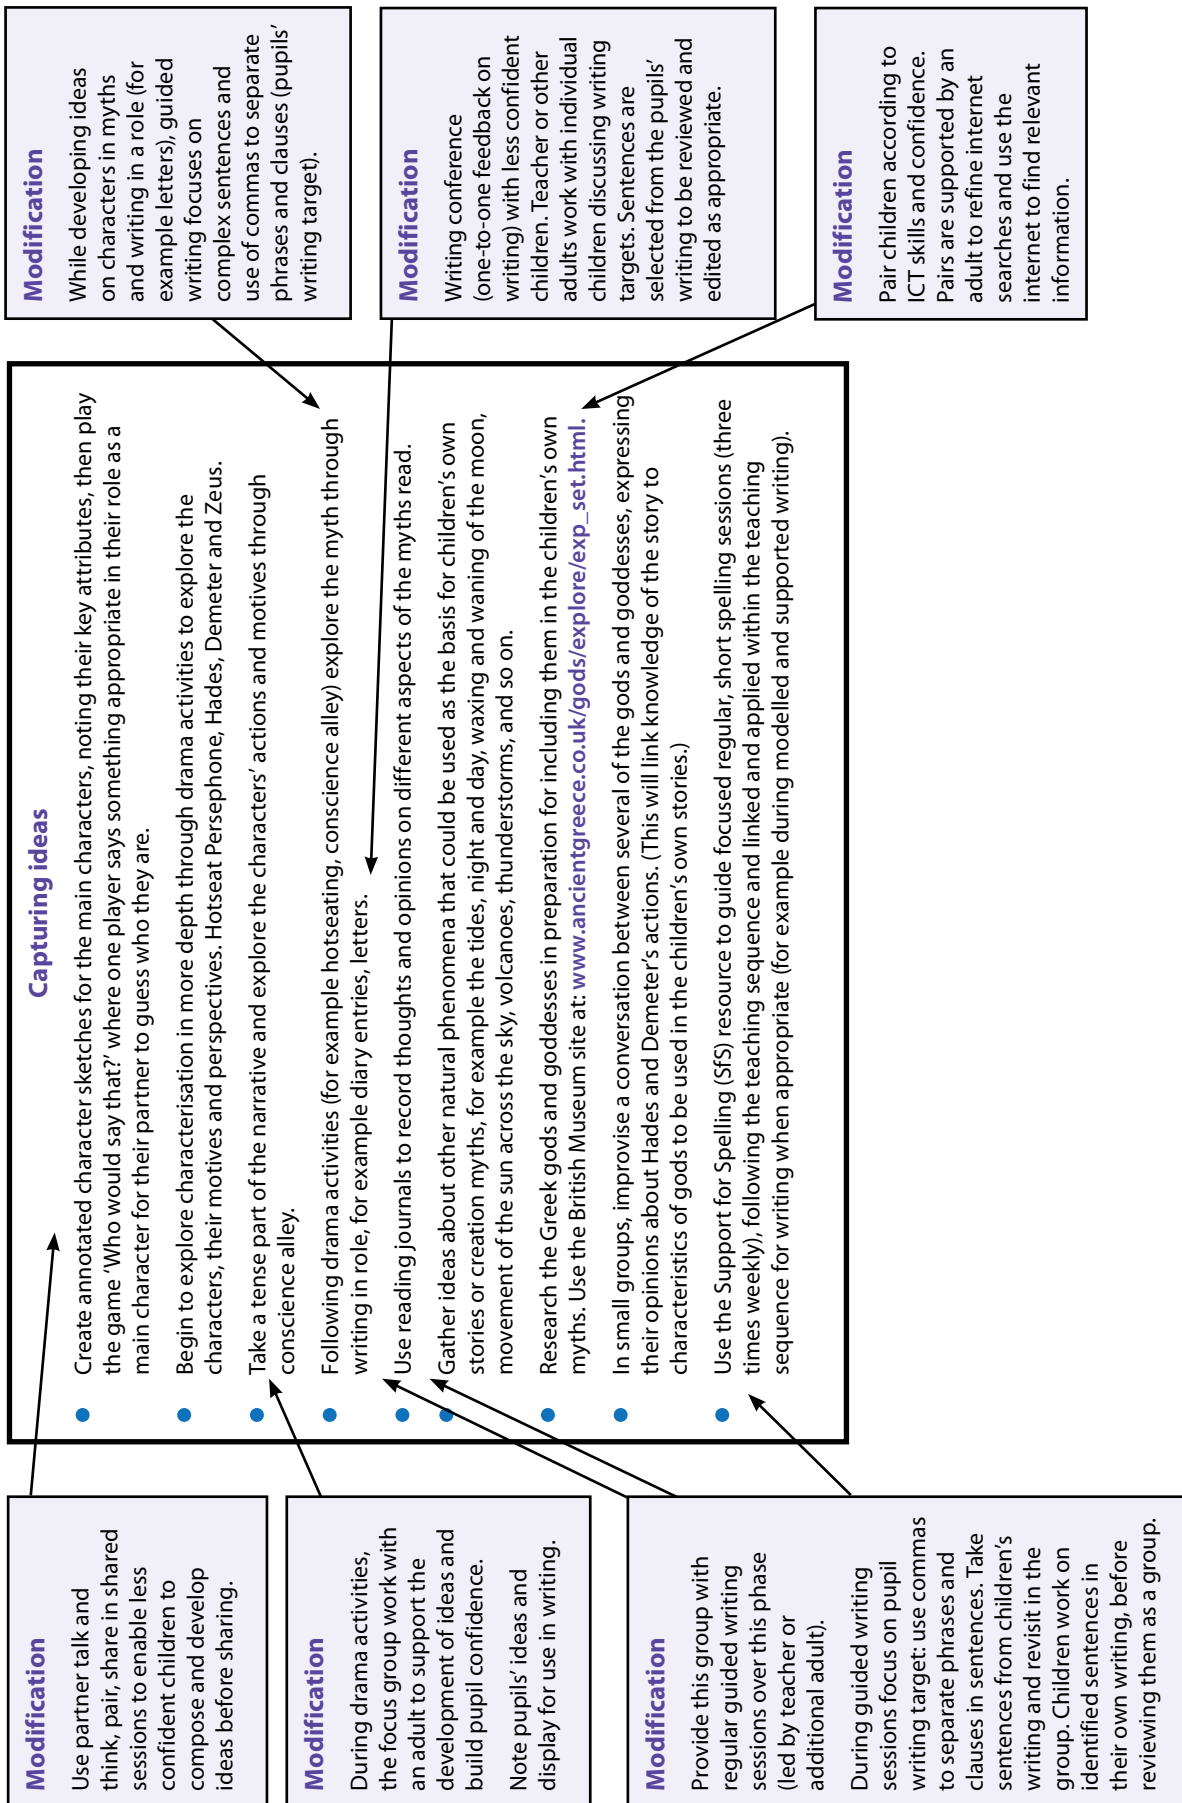 Modification
Use partner talk and
think, pair, share in shared
sessions to enable less
confident children to
compose and develop
ideas before sharing.
Modification
During drama activities,
the focus group work with
an adult to support the
development of ideas and
build pupil confidence.
Note pupils’ ideas and
display for use in writing.
Modification
Provide this group with
regular guided writing
sessions over this phase
(led by teacher or
additional adult).
During guided writing
sessions focus on pupil
writing target: use commas
to separate phrases and
clauses in sentences. Take
sentences from children’s
writing and revisit in the
group. Children work on
identified sentences in
their own writing, before
reviewing them as a group.
Capturing ideas
● Create annotated character sketches for the main characters, noting their key attributes, then play
the game ‘Who would say that?’ where one player says something appropriate in their role as a
main character for their partner to guess who they are.
● Begin to explore characterisation in more depth through drama activities to explore the
characters, their motives and perspectives. Hotseat Persephone, Hades, Demeter and Zeus.
● Take a tense part of the narrative and explore the characters’ actions and motives through
conscience alley.
● Following drama activities (for example hotseating, conscience alley) explore the myth through
writing in role, for example diary entries, letters.
● Use reading journals to record thoughts and opinions on different aspects of the myths read.
● Gather ideas about other natural phenomena that could be used as the basis for children’s own
stories or creation myths, for example the tides, night and day, waxing and waning of the moon,
movement of the sun across the sky, volcanoes, thunderstorms, and so on.
● Research the Greek gods and goddesses in preparation for including them in the children’s own
myths. Use the British Museum site at: www.ancientgreece.co.uk/gods/explore/exp_set.html.
● In small groups, improvise a conversation between several of the gods and goddesses, expressing
their opinions about Hades and Demeter’s actions. (This will link knowledge of the story to
characteristics of gods to be used in the children’s own stories.)
● Use the Support for Spelling (SfS) resource to guide focused regular, short spelling sessions (three
times weekly), following the teaching sequence and linked and applied within the teaching
sequence for writing when appropriate (for example during modelled and supported writing).
Modification
While developing ideas
on characters in myths
and writing in a role (for
example letters), guided
writing focuses on
complex sentences and
use of commas to separate
phrases and clauses (pupils’
writing target).
Modification
Writing conference
(one-to-one feedback on
writing) with less confident
children. Teacher or other
adults work with individual
children discussing writing
targets. Sentences are
selected from the pupils’
writing to be reviewed and
edited as appropriate.
Modification
Pair children according to
ICT skills and confidence.
Pairs are supported by an
adult to refine internet
searches and use the
internet to find relevant
information.